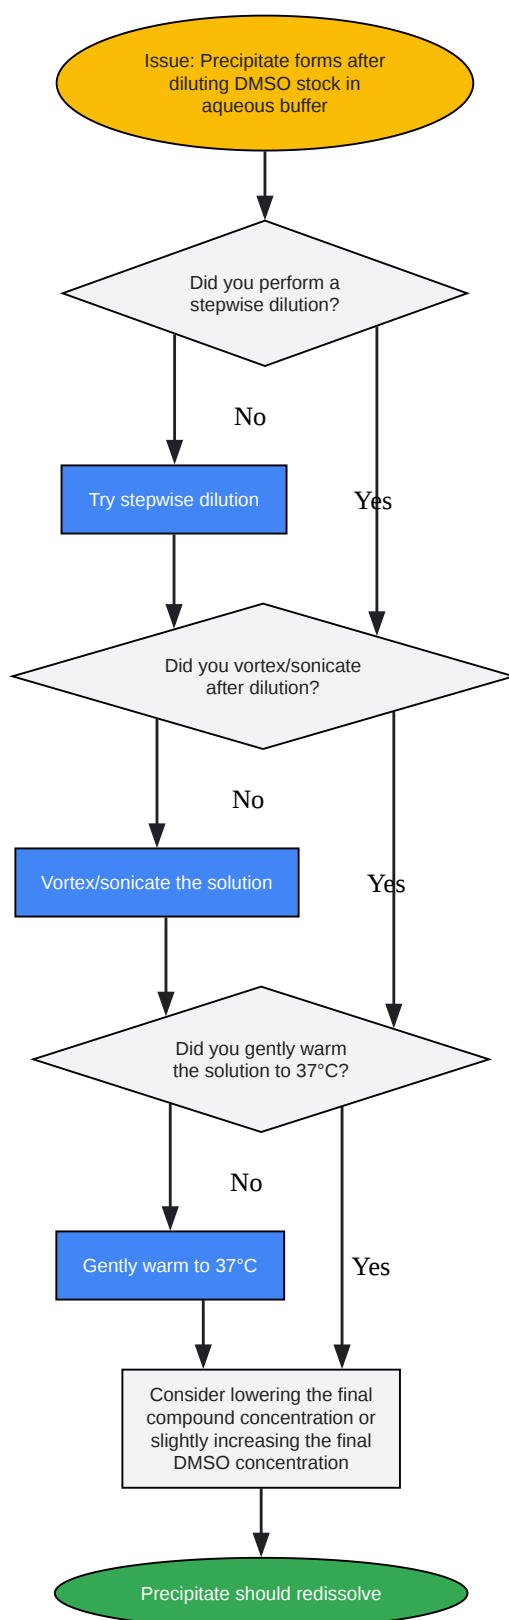 Issue: Precipitate forms after
diluting DMSO stock in
aqueous buffer
Did you perform a
stepwise dilution?
No
Try stepwise dilution
Yes
Did you vortex/sonicate
after dilution?
No
Vortex/sonicate the solution
Yes
Did you gently warm
the solution to 37°C?
No
Gently warm to 37°C
Yes
Consider lowering the final
compound concentration or
slightly increasing the final
DMSO concentration
Precipitate should redissolve